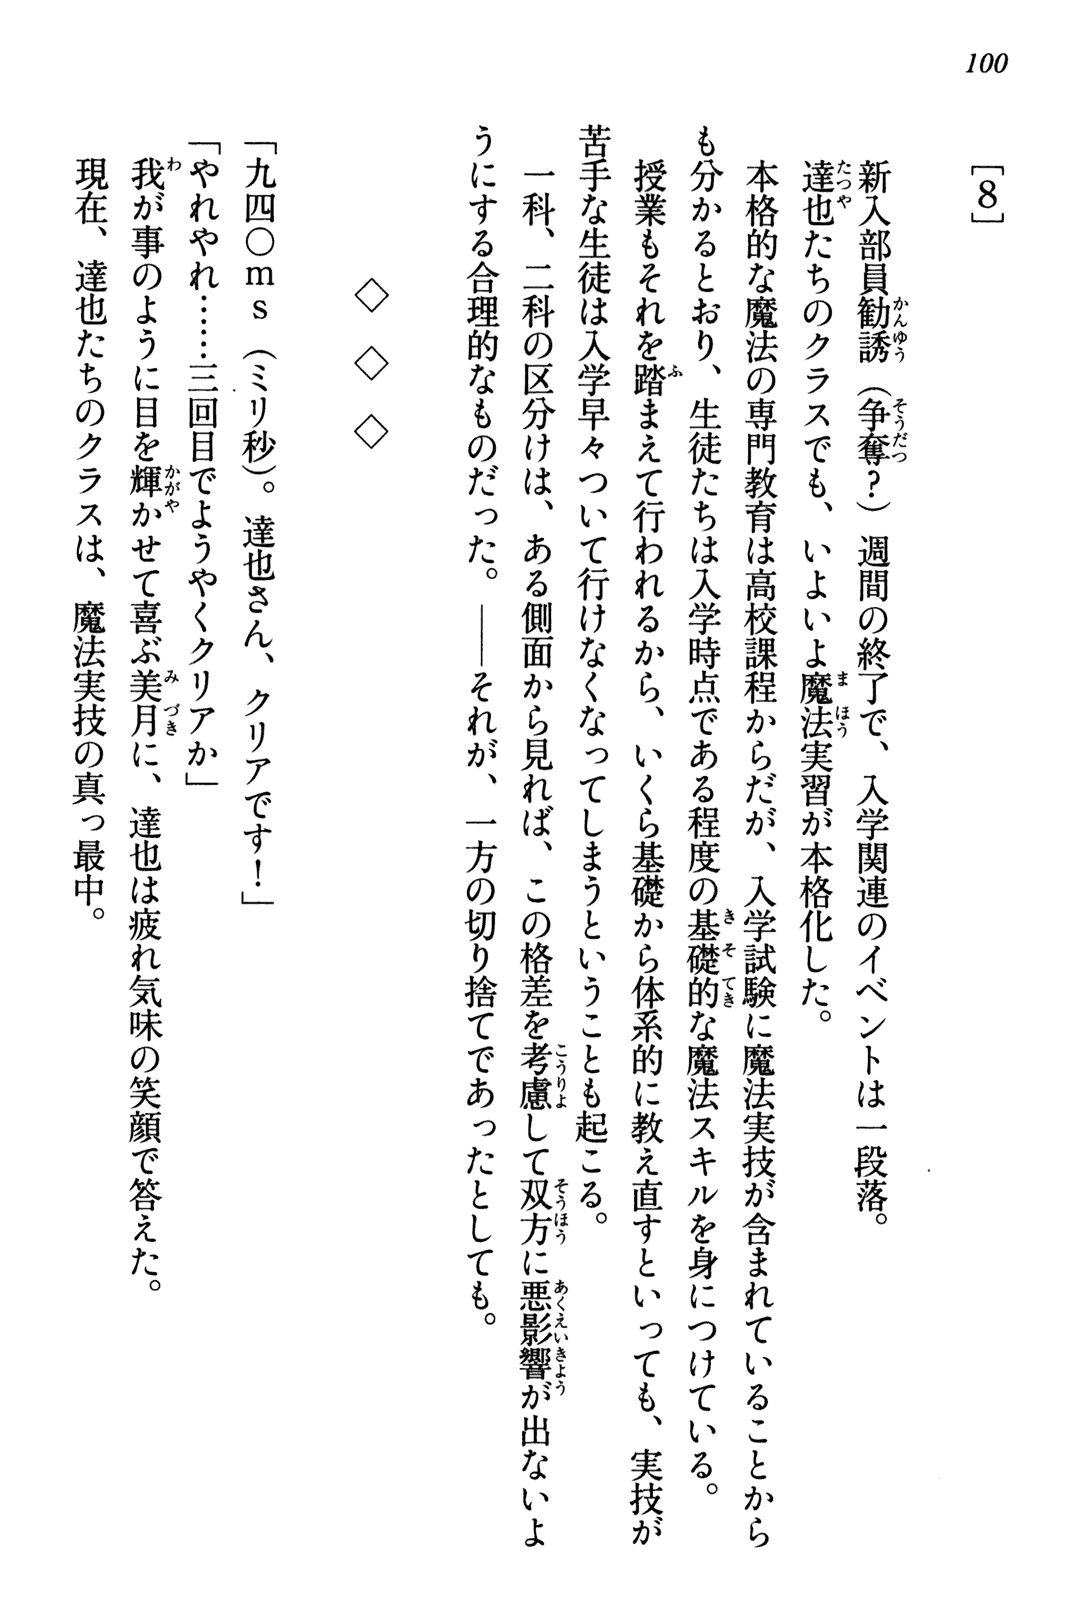 100
［8］
新入部員勧誘（争奪？）週間の終了で、入学関連のイベントは一段落。
達也たちのクラスでも、いよいよ魔法実習が本格化した。
本格的な魔法の専門教育は高校課程からだが、入学試験に魔法実技が含まれていることから
も分かるとおり、生徒たちは入学時点である程度の基礎的な魔法スキルを身につけている。
授業もそれを踏まえて行われるから、いくら基礎から体系的に教え直すといっても、実技が
苦手な生徒は入学早々ついて行けなくなってしまうということも起こる。
一科、二科の区分けは、ある側面から見れば、この格差を考慮して双方に悪影響が出ないよ
うにする合理的なものだった。――それが、一方の切り捨てであったとしても。
◇ ◇ ◇
「九四〇ｍｓ（ミリ秒）。達也さん、クリアです！」
「やれやれ……三回目でようやくクリアか」
我が事のように目を輝かせて喜ぶ美月に、達也は疲れ気味の笑顔で答えた。
現在、達也たちのクラスは、魔法実技の真っ最中。